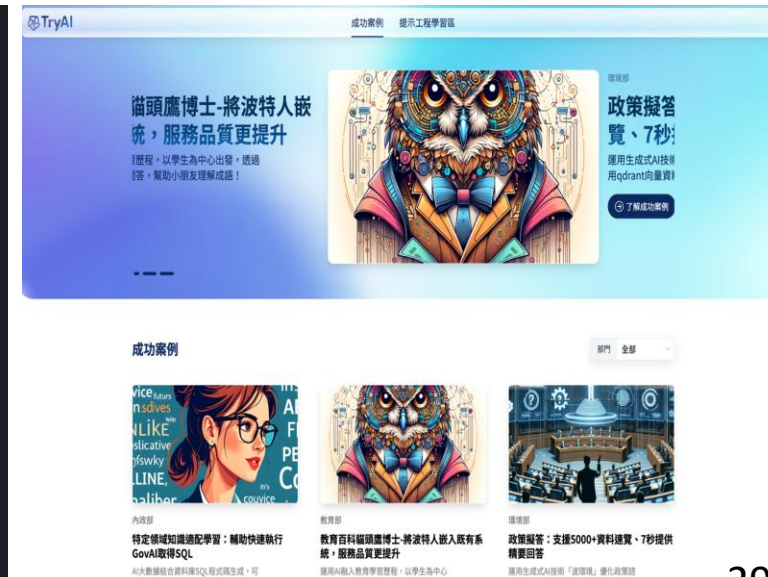 TryAI
成功案例 提示工程學習區
貓頭鷹博士-將波特人嵌
統，服務品質更提升
歷程，以學生為中心出發，透過
答，幫助小朋友理解成語！
環境部
政策擬答
覽、7秒
運用生成式AI技術
用qdrant向量資料
了解成功案例
成功案例
部門 全部
vice futurs
n sdives
NLIKE
slicative
LLINE,
naliber
couvice
內政部
特定領域知識適配學習：輔助快速執行
GovAI取得SQL
AI大數據結合資料庫SQL程式碼生成，可
教育部
教育百科貓頭鷹博士-將波特人嵌入既有系
統，服務品質更提升
運用AI融入教育學習歷程，以學生為中心
環境部
政策擬答：支援5000+資料速覽、7秒提供
精要回答
運用生成式AI技術「波環境」優化政策諮